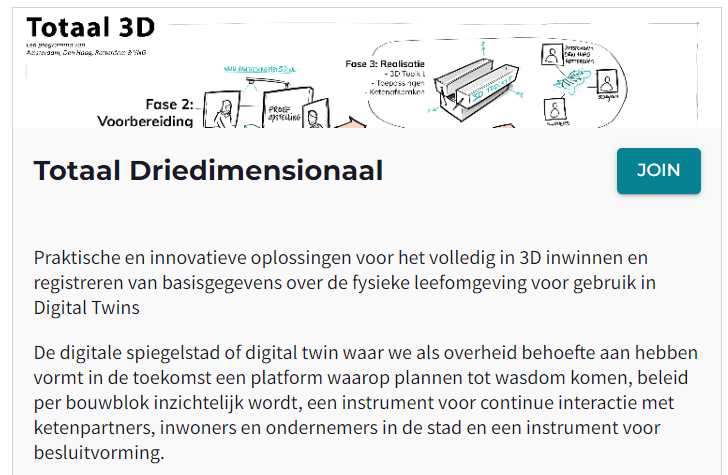 Totaal 3D
Een programma van
Amsterdam, Den Haag, Rotterdam & VNG
Fase 2:
Voorbereiding
PROEF
OPSTELLING
Fase 3: Realisatie
- 3D Toolkit
- Toepassingen
- Ketenafspraken
AMSTERDAM
DEN HAAG
ROTTERDAM
Totaal Driedimensionaal
JOIN
Praktische en innovatieve oplossingen voor het volledig in 3D inwinnen en
registreren van basisgegevens over de fysieke leefomgeving voor gebruik in
Digital Twins
De digitale spiegelstad of digital twin waar we als overheid behoefte aan hebben
vormt in de toekomst een platform waarop plannen tot wasdom komen, beleid
per bouwblok inzichtelijk wordt, een instrument voor continue interactie met
ketenpartners, inwoners en ondernemers in de stad en een instrument voor
besluitvorming.